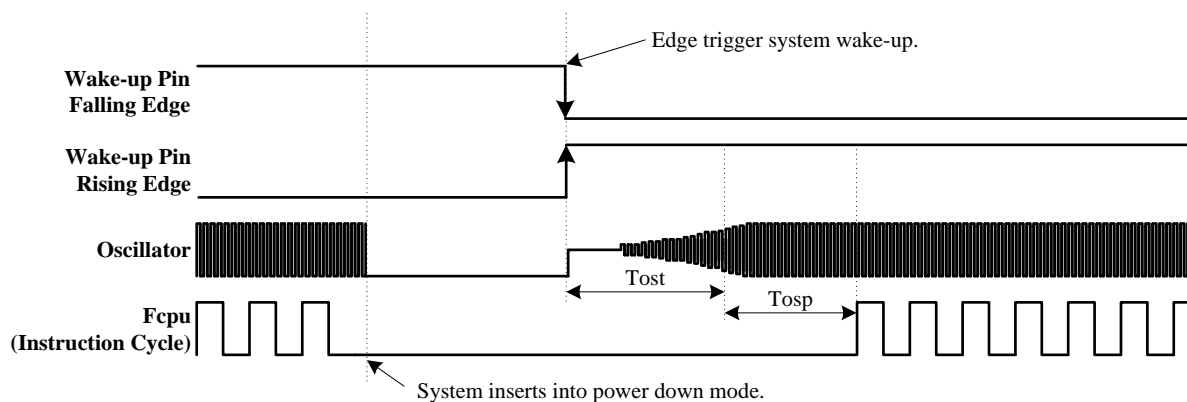 Edge trigger system wake-up.
Wake-up Pin
Falling Edge
Wake-up Pin
Rising Edge
Oscillator
Tost
Tosp
Fcpu
(Instruction Cycle)
System inserts into power down mode.